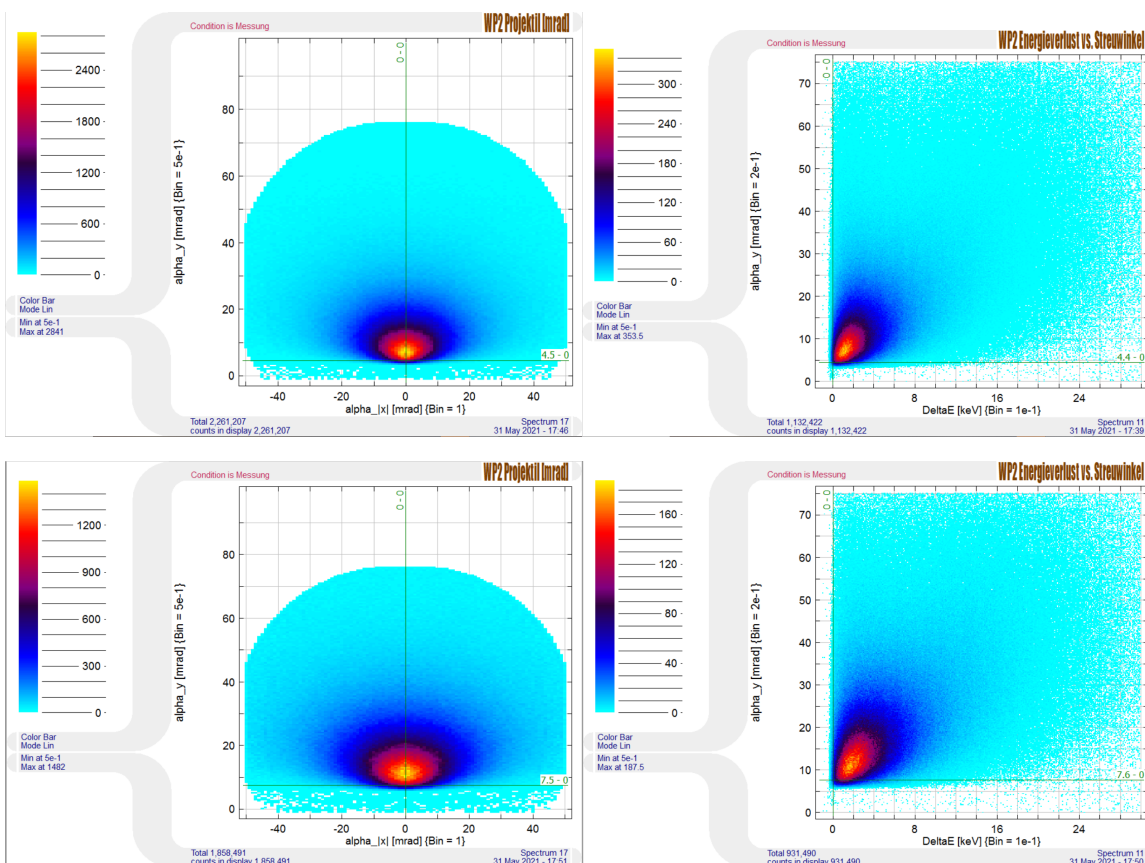 Condition is Messung
WP2 Projektil [mrad]
2400
1800
1200
600
0
Color Bar
Mode Lin
Min at 5e-1
Max at 2841
alpha_y [mrad] {Bin = 5e-1}
80
60
40
20
0
0 - 0
4.5 - 0
-40 -20 0 20 40
alpha_|x| [mrad] {Bin = 1}
Total 2,261,207
counts in display 2,261,207
Spectrum 17
31 May 2021 - 17:46
Condition is Messung
WP2 Energieverlust vs. Streuwinkel
300
240
180
120
60
0
Color Bar
Mode Lin
Min at 5e-1
Max at 353.5
alpha_y [mrad] {Bin = 2e-1}
70
60
50
40
30
20
10
0
0 - 0
4.4 - 0
0 8 16 24
DeltaE [keV] {Bin = 1e-1}
Total 1,132,422
counts in display 1,132,422
Spectrum 11
31 May 2021 - 17:39
Condition is Messung
WP2 Projektil [mrad]
1200
900
600
300
0
Color Bar
Mode Lin
Min at 5e-1
Max at 1482
alpha_y [mrad] {Bin = 5e-1}
80
60
40
20
0
0 - 0
7.5 - 0
-40 -20 0 20 40
alpha_|x| [mrad] {Bin = 1}
Total 1,858,491
counts in display 1,858,491
Spectrum 17
31 May 2021 - 17:51
Condition is Messung
WP2 Energieverlust vs. Streuwinkel
160
120
80
40
0
Color Bar
Mode Lin
Min at 5e-1
Max at 187.5
alpha_y [mrad] {Bin = 2e-1}
70
60
50
40
30
20
10
0
0 - 0
7.6 - 0
0 8 16 24
DeltaE [keV] {Bin = 1e-1}
Total 931,490
counts in display 931,490
Spectrum 11
31 May 2021